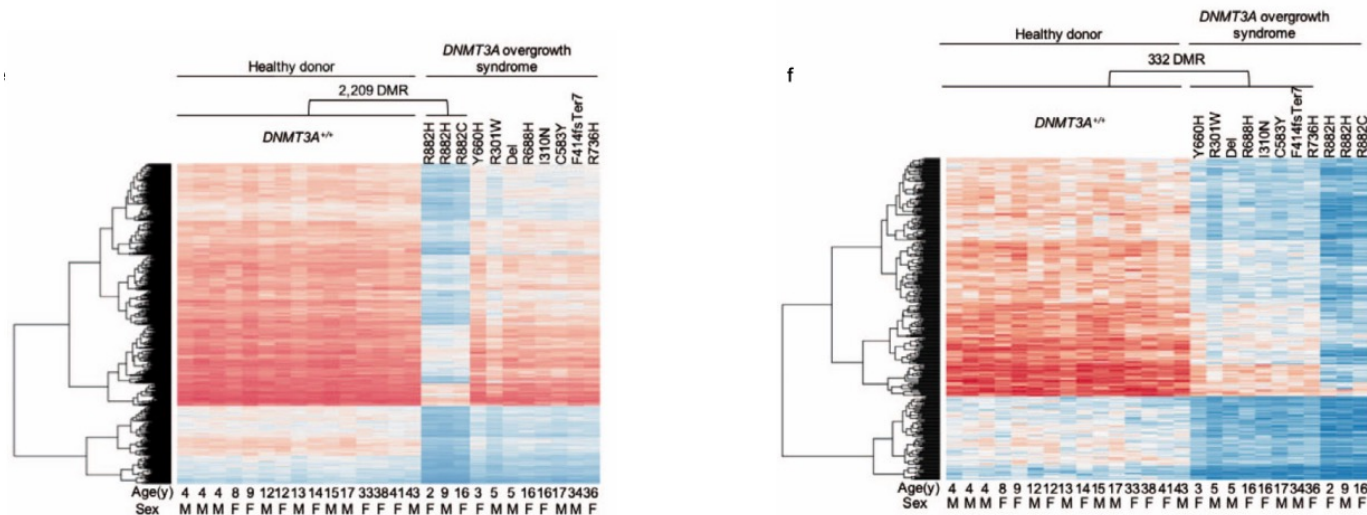 DNMT3A overgrowth
syndrome
Healthy donor
2,209 DMR
DNMT3A+/+
R882H
R882H
R882C
Y660H
R301W
Del
R688H
I310N
C583Y
F414fsTer7
R736H
Age(y) 4 4 4 8 9 12 12 13 14 15 17 33 38 41 43 2 9 16 3 5 5 16 16 17 34 36
Sex M M M F F M F M F M M F F F M F M F F M M F F M M F
f
DNMT3A overgrowth
syndrome
Healthy donor
332 DMR
DNMT3A+/+
Y660H
R301W
Del
R688H
I310N
C583Y
F414fsTer7
R736H
R882H
R882H
R882C
Age(y) 4 4 4 8 9 12 12 13 14 15 17 33 38 41 43 3 5 5 16 16 17 34 36 2 9 16
Sex M M M F F M F M F M M F F F M F M M F F M M F F M F